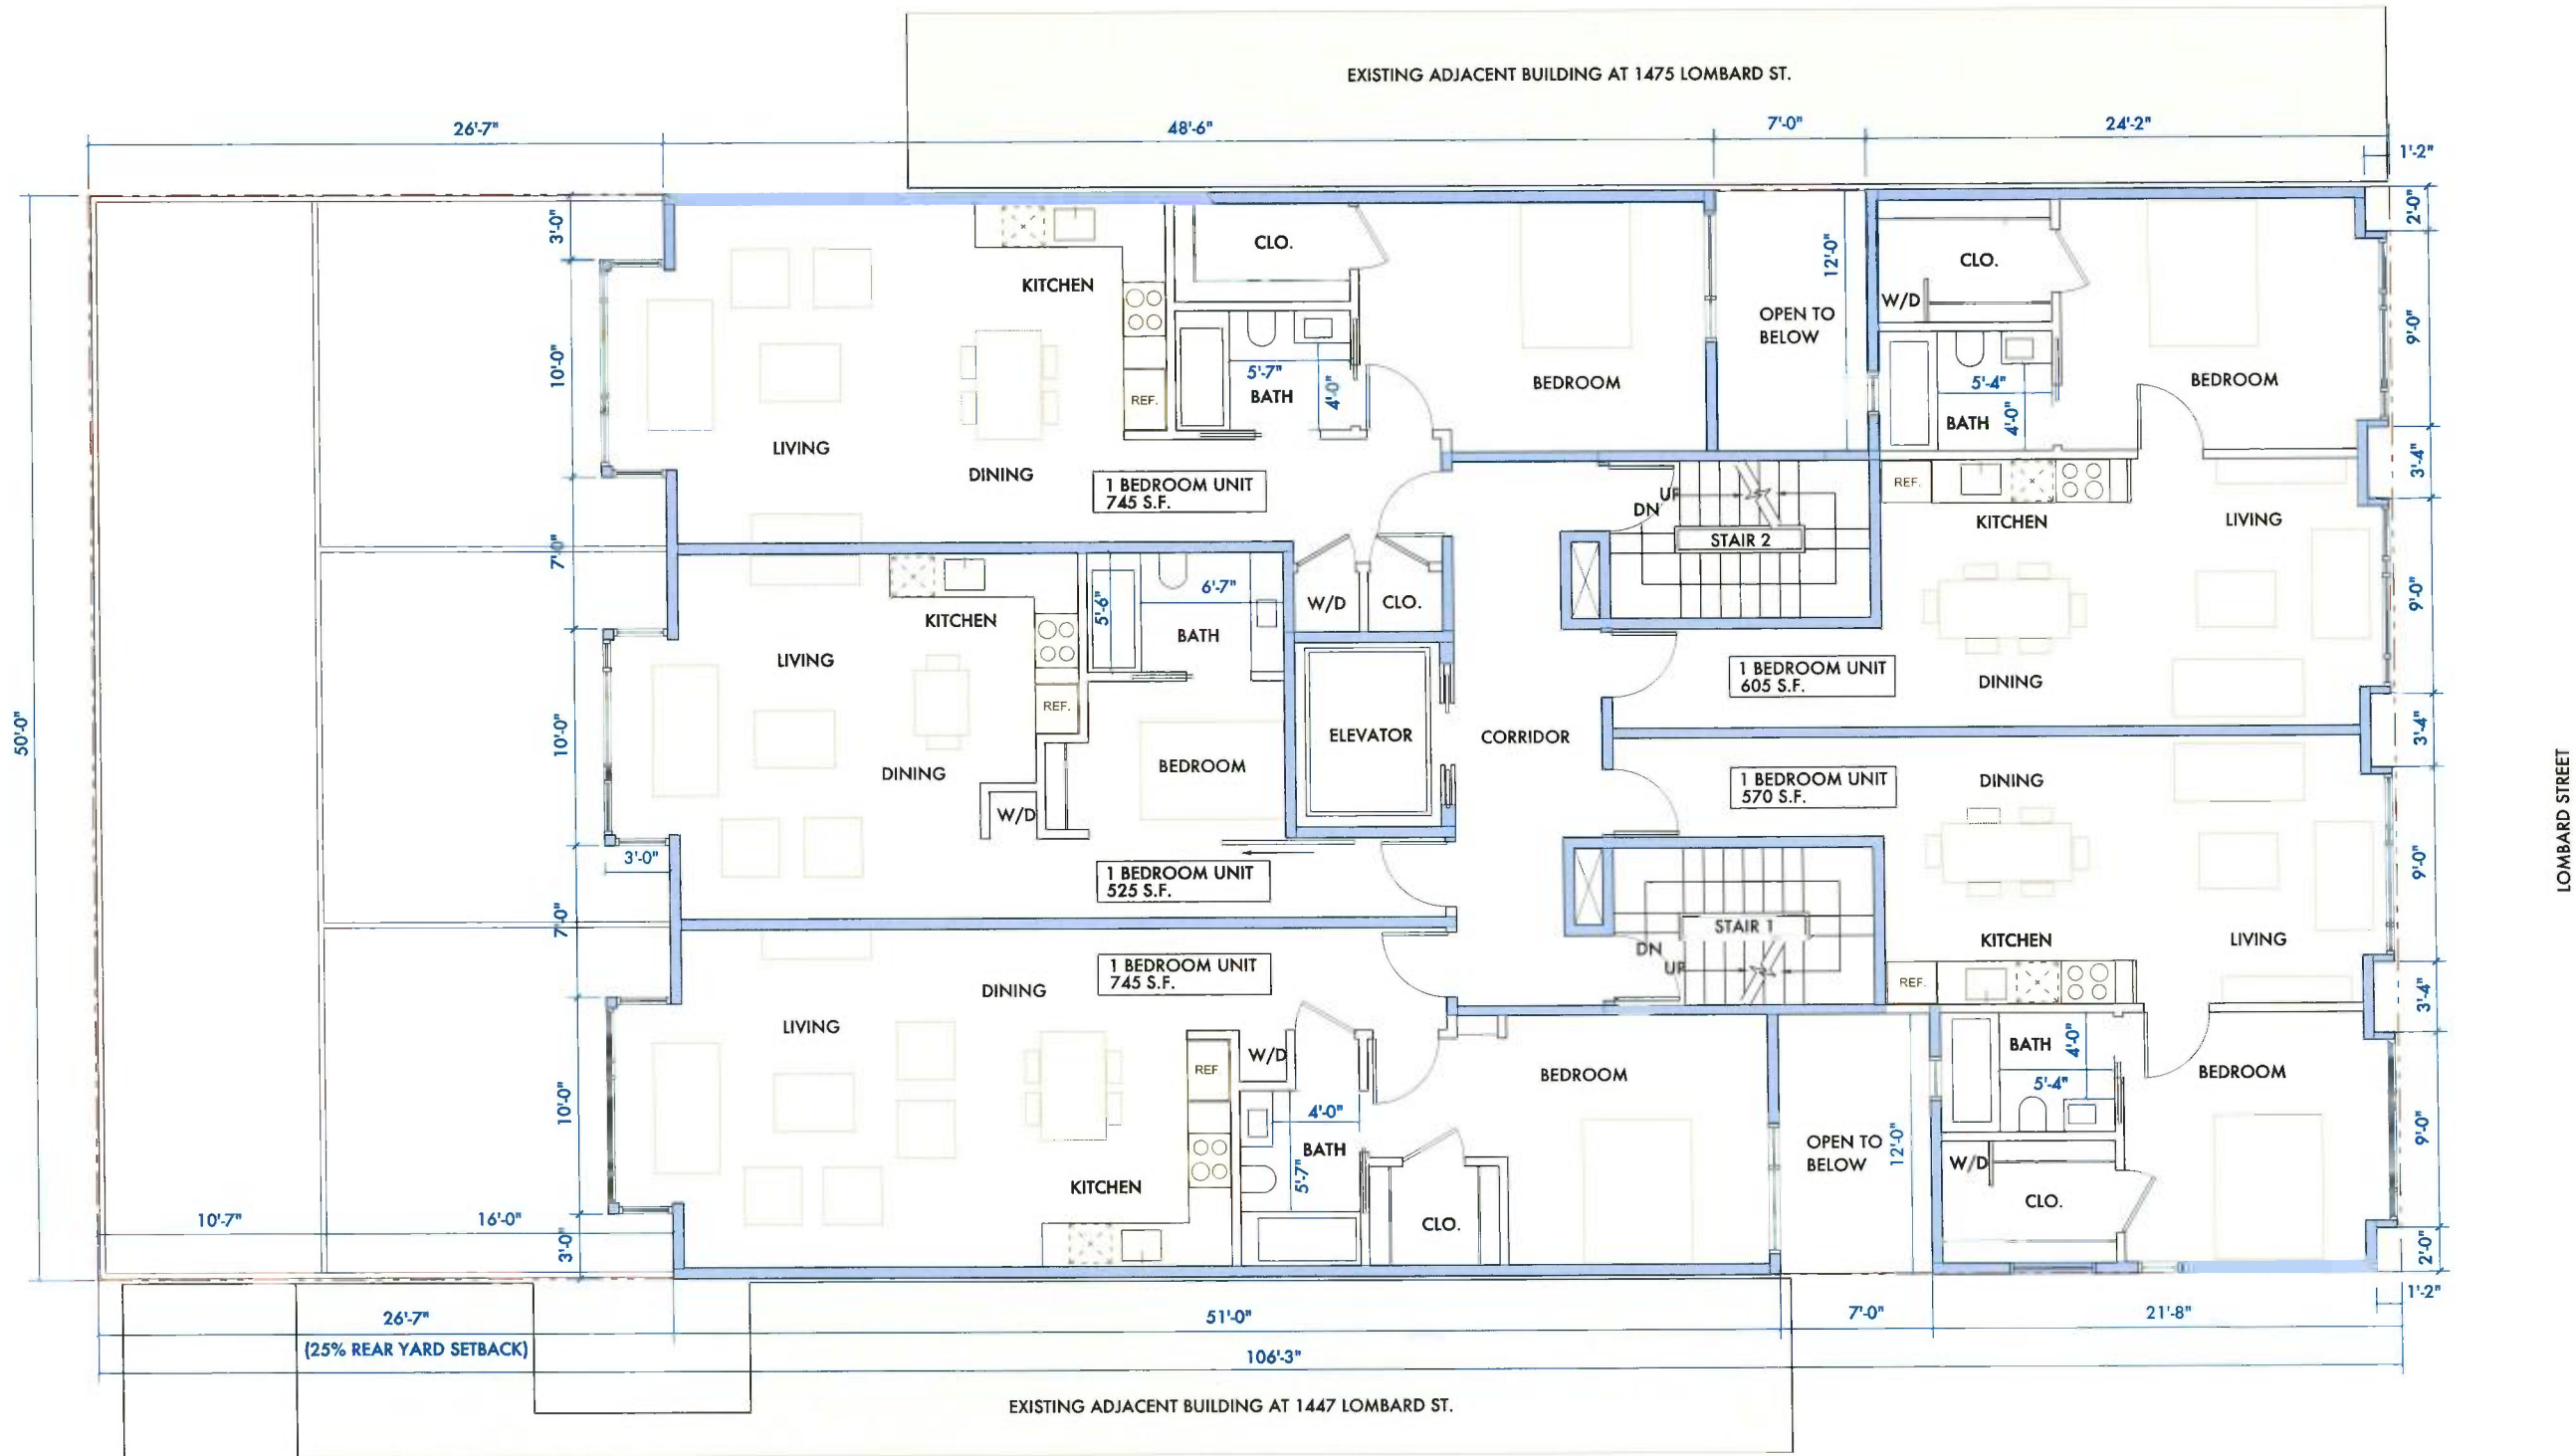 EXISTING ADJACENT BUILDING AT 1475 LOMBARD ST.
26'-7"
48'-6"
7'-0"
24'-2"
1'-2"
3'-0"
10'-0"
7'-0"
10'-0"
3'-0"
7'-0"
10'-0"
3'-0"
50'-0"
10'-7"
16'-0"
KITCHEN
CLO.
REF.
5'-7"
BATH
4'-0"
LIVING
DINING
BEDROOM
1 BEDROOM UNIT
745 S.F.
OPEN TO
BELOW
12'-0"
CLO.
W/D
5'-4"
BATH
4'-0"
BEDROOM
2'-0"
9'-0"
3'-4"
9'-0"
3'-4"
9'-0"
3'-4"
9'-0"
2'-0"
UP
DN
STAIR 2
REF.
KITCHEN
LIVING
DINING
1 BEDROOM UNIT
605 S.F.
W/D
CLO.
KITCHEN
5'-6"
6'-7"
BATH
LIVING
REF.
DINING
BEDROOM
W/D
1 BEDROOM UNIT
525 S.F.
ELEVATOR
CORRIDOR
1 BEDROOM UNIT
570 S.F.
DINING
KITCHEN
LIVING
REF.
STAIR 1
DN
UP
LOMBARD STREET
1 BEDROOM UNIT
745 S.F.
DINING
LIVING
REF
W/D
4'-0"
BATH
5'-7"
KITCHEN
CLO.
BEDROOM
OPEN TO
BELOW
12'-0"
BATH
4'-0"
5'-4"
W/D
CLO.
BEDROOM
1'-2"
26'-7"
(25% REAR YARD SETBACK)
51'-0"
7'-0"
21'-8"
106'-3"
EXISTING ADJACENT BUILDING AT 1447 LOMBARD ST.